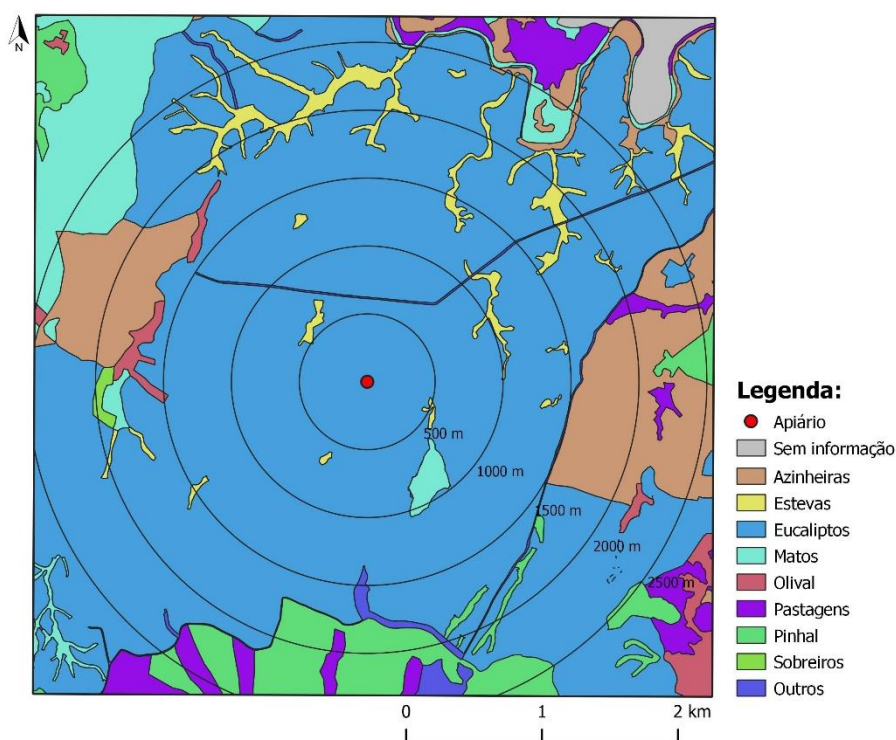 N
500 m
1000 m
1500 m
2000 m
2500 m
Legenda:
Apiário
Sem informação
Azinheiras
Estevas
Eucaliptos
Matos
Olival
Pastagens
Pinhal
Sobreiros
Outros
0 1 2 km